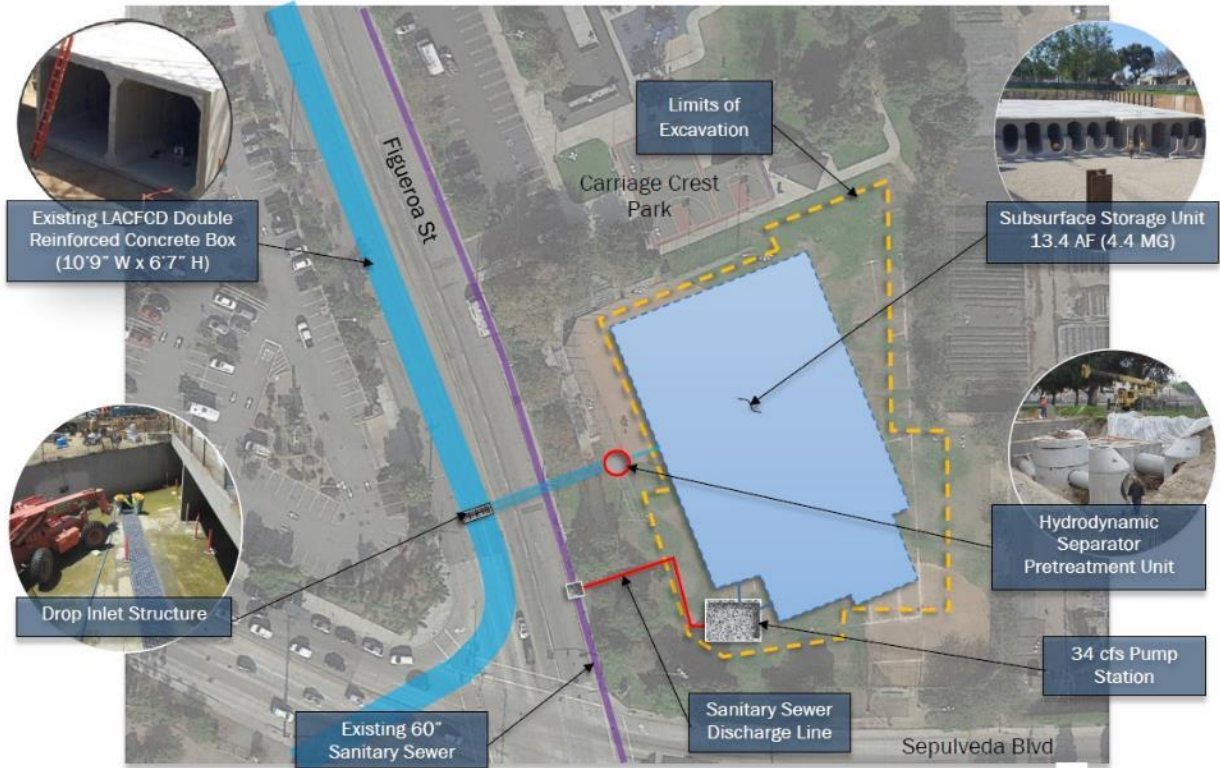 Existing LACFCD Double
Reinforced Concrete Box
(10'9" W x 6'7" H)
Figueroa St
Limits of
Excavation
Carriage Crest
Park
Subsurface Storage Unit
13.4 AF (4.4 MG)
Drop Inlet Structure
Hydrodynamic
Separator
Pretreatment Unit
34 cfs Pump
Station
Existing 60"
Sanitary Sewer
Sanitary Sewer
Discharge Line
Sepulveda Blvd